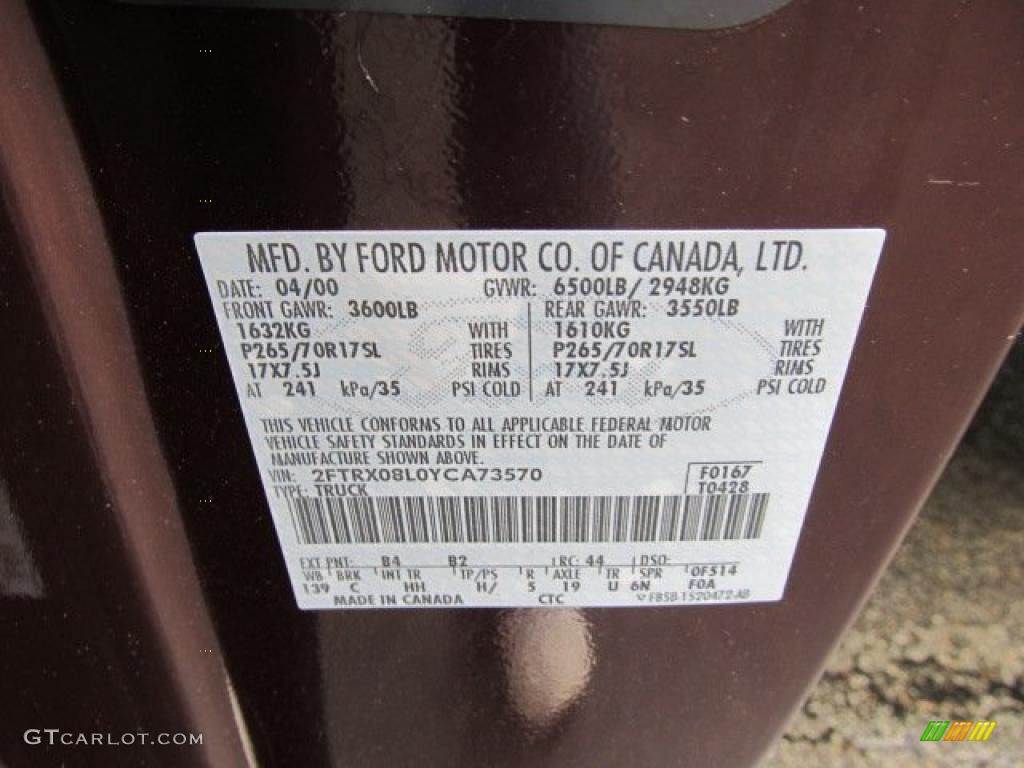 MFD. BY FORD MOTOR CO. OF CANADA, LTD.
DATE: 04/00 GVWR: 6500LB/ 2948KG
FRONT GAWR: 3600LB REAR GAWR: 3550LB
1632KG WITH 1610KG WITH
P265/70R17SL TIRES P265/70R17SL TIRES
17X7.5J RIMS 17X7.5J RIMS
AT 241 kPa/35 PSI COLD AT 241 kPa/35 PSI COLD
THIS VEHICLE CONFORMS TO ALL APPLICABLE FEDERAL MOTOR
VEHICLE SAFETY STANDARDS IN EFFECT ON THE DATE OF
MANUFACTURE SHOWN ABOVE.
VIN: 2FTRX08L0YCA73570 F0167
TYPE: TRUCK T0428
EXT PNT: B4 B2 RC: 44 DSO:
WB BRK INT TR TP/PS R AXLE TR SPR 0F514
139 C HH H/ 5 19 U 6N F0A
MADE IN CANADA CTC F85B-1520472-AB
GTCARLOT.COM